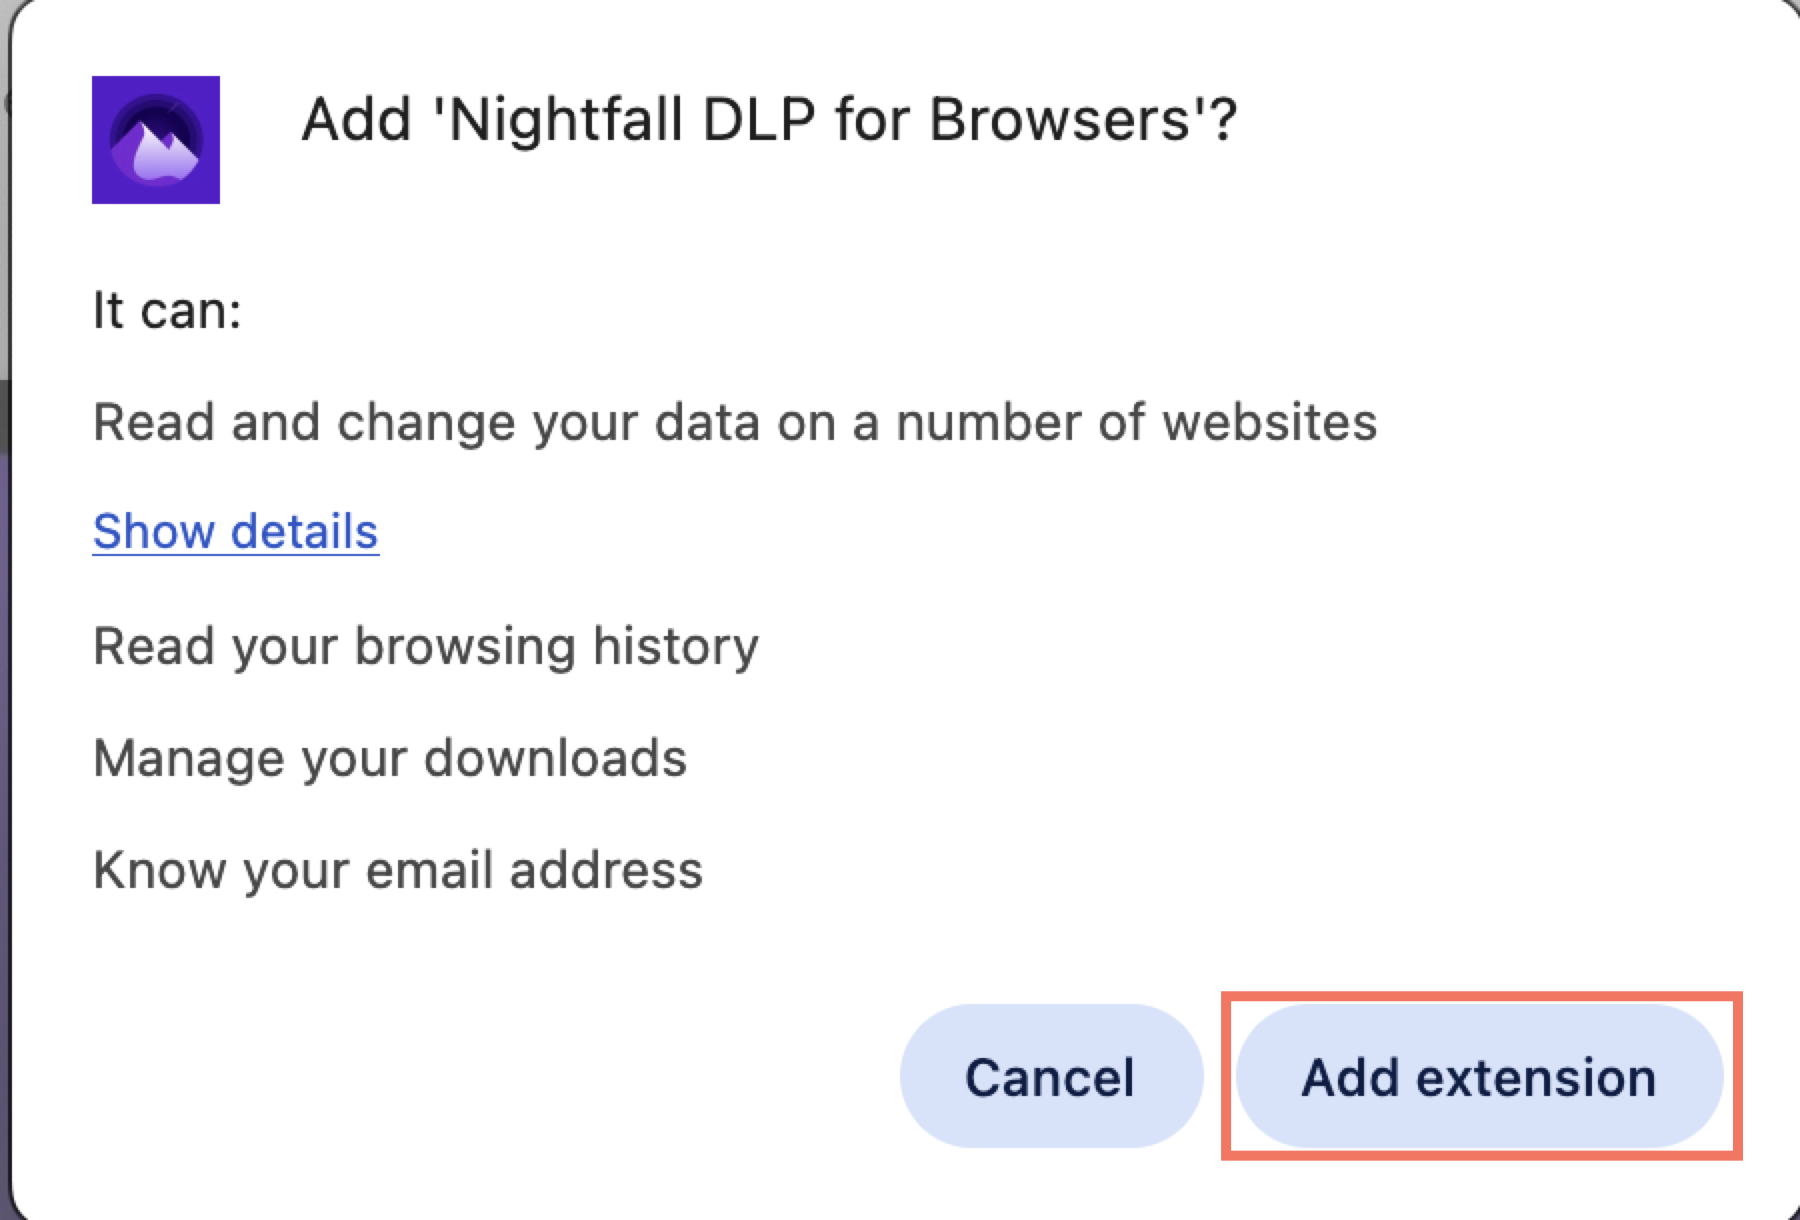 Add 'Nightfall DLP for Browsers'?
It can:
Read and change your data on a number of websites
Show details
Read your browsing history
Manage your downloads
Know your email address
Cancel
Add extension